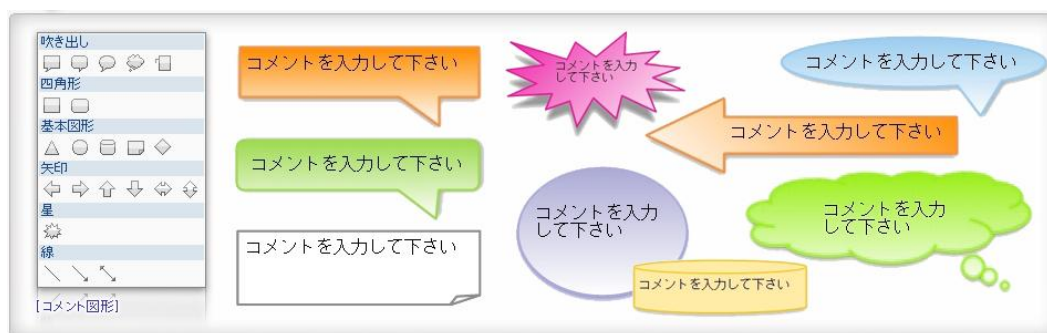 吹き出し
四角形
基本図形
矢印
星
線
[コメント図形]
コメントを入力して下さい
コメントを入力して下さい
コメントを入力して下さい
コメントを入力
して下さい
コメントを入力して下さい
コメントを入力して下さい
コメントを入力
して下さい
コメントを入力
して下さい
コメントを入力して下さい